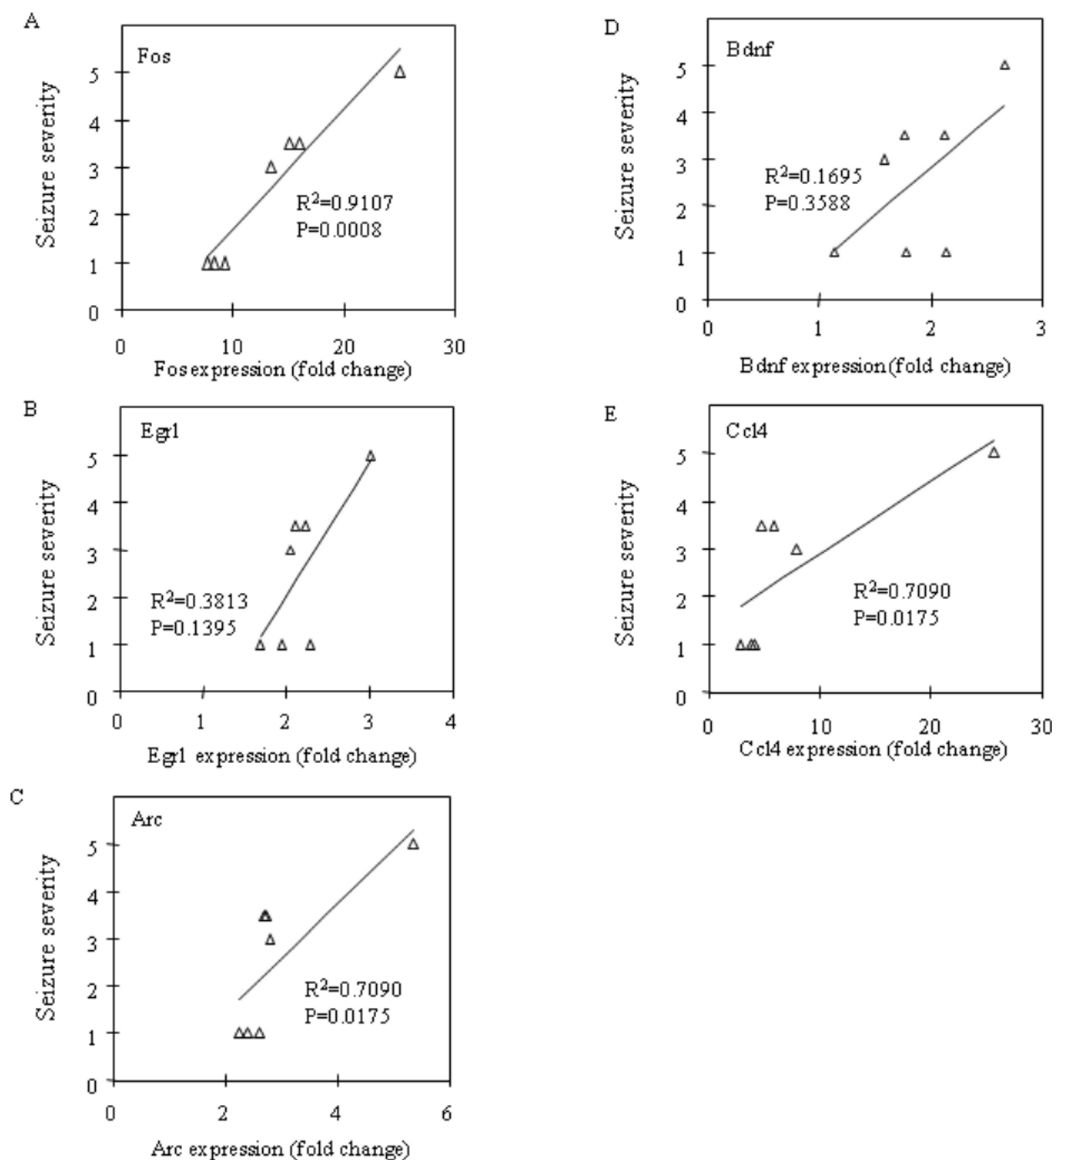 A
Fos
Seizure severity
5
4
3
2
1
0
R²=0.9107
P=0.0008
0 10 20 30
Fos expression (fold change)
B
Egr1
Seizure severity
5
4
3
2
1
0
R²=0.3813
P=0.1395
0 1 2 3 4
Egr1 expression (fold change)
C
Arc
Seizure severity
5
4
3
2
1
0
R²=0.7090
P=0.0175
0 2 4 6
Arc expression (fold change)
D
Bdnf
Seizure severity
5
4
3
2
1
0
R²=0.1695
P=0.3588
0 1 2 3
Bdnf expression (fold change)
E
Ccl4
Seizure severity
5
4
3
2
1
0
R²=0.7090
P=0.0175
0 10 20 30
Ccl4 expression (fold change)